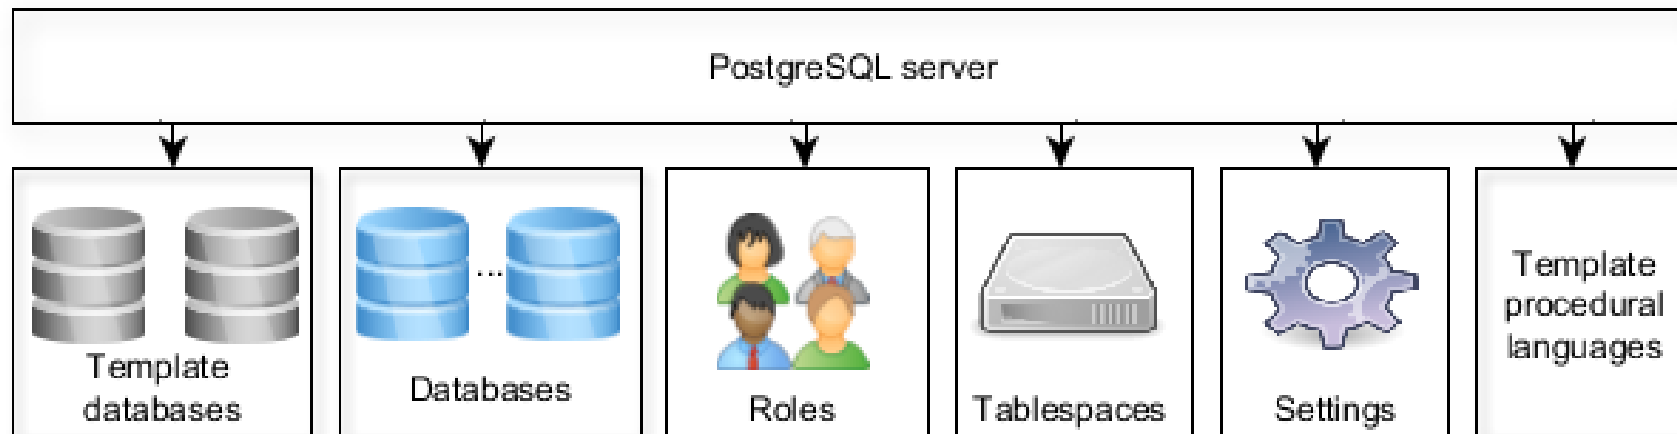 PostgreSQL server
Template
databases
...
Databases
Roles
Tablespaces
Settings
Template
procedural
languages